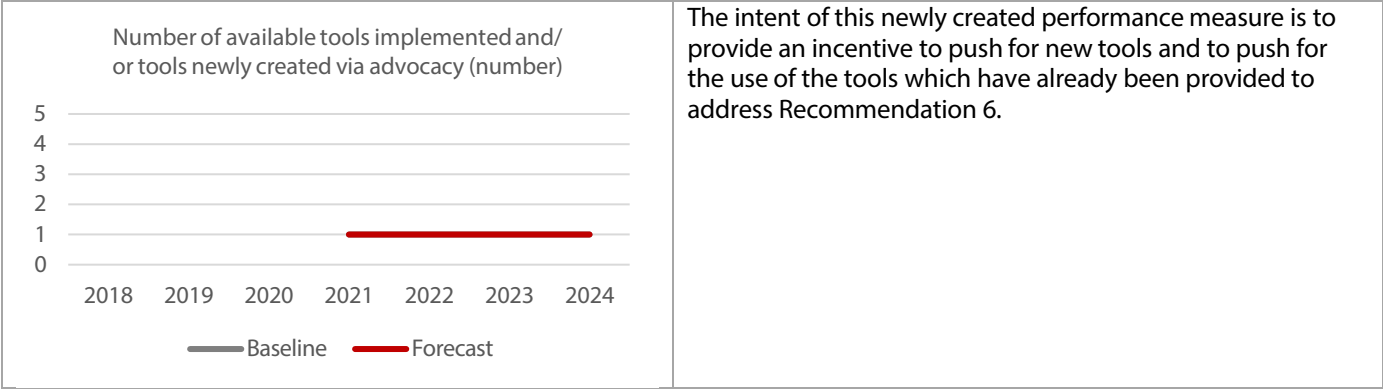 Number of available tools implemented and/
or tools newly created via advocacy (number)
5
4
3
2
1
0
2018 2019 2020 2021 2022 2023 2024
Baseline Forecast
The intent of this newly created performance measure is to
provide an incentive to push for new tools and to push for
the use of the tools which have already been provided to
address Recommendation 6.